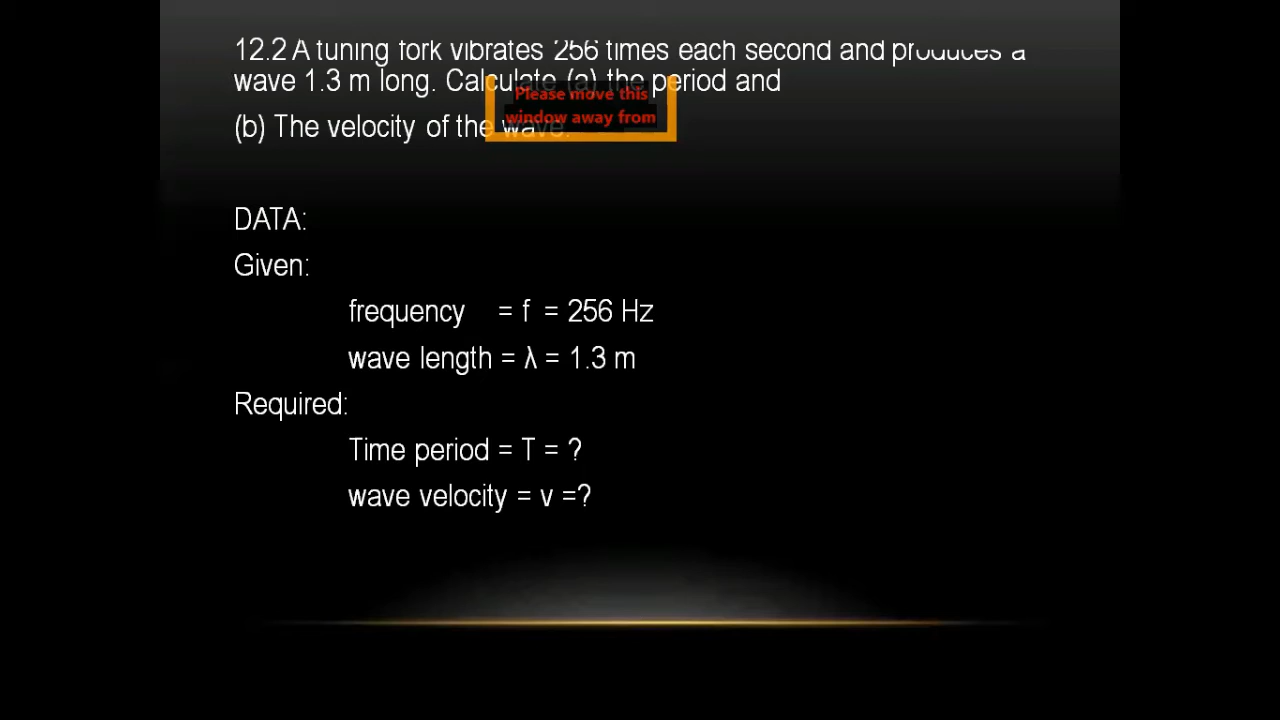 12.2 A tuning fork vibrates 256 times each second and produces a
wave 1.3 m long. Calculate (a) the period and
Please move this
window away from
(b) The velocity of the wave.
DATA:
Given:
frequency = f = 256 Hz
wave length = λ = 1.3 m
Required:
Time period = T = ?
wave velocity = v =?